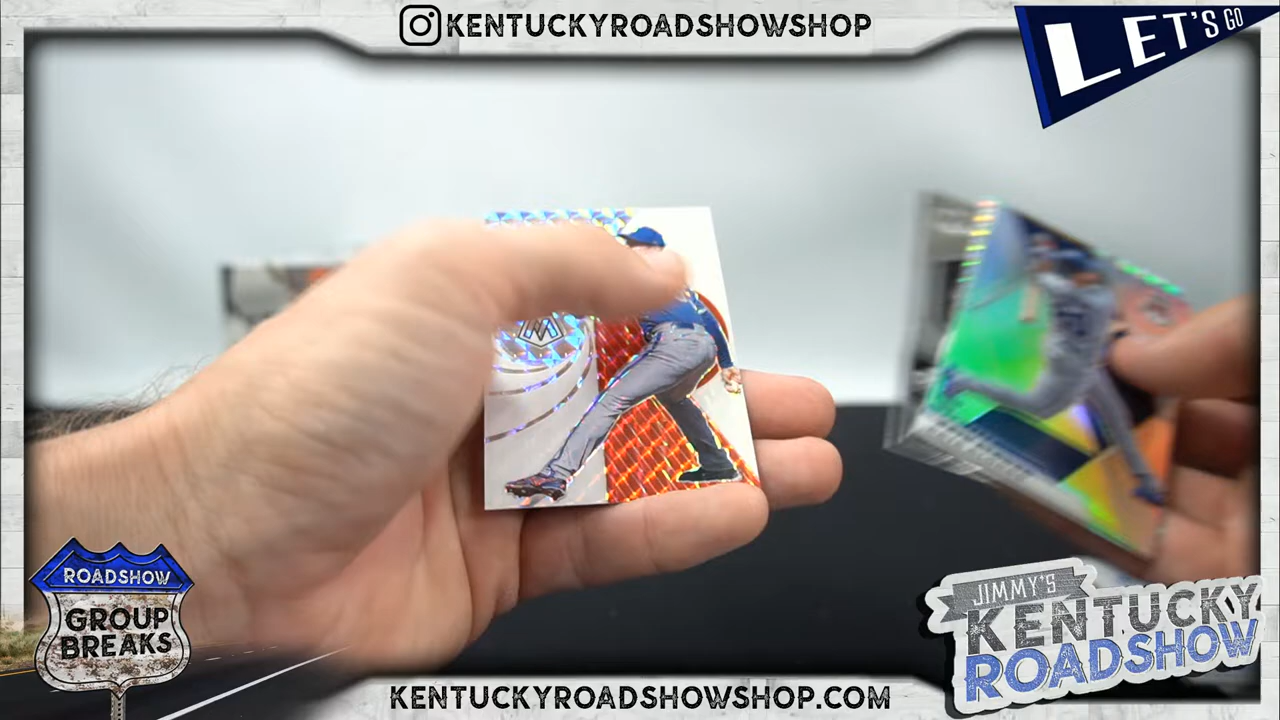 KENTUCKYROADSHOWSHOP
LET'S GO
ROADSHOW
GROUP
BREAKS
JIMMY'S
KENTUCKY
ROADSHOW
KENTUCKYROADSHOWSHOP.COM